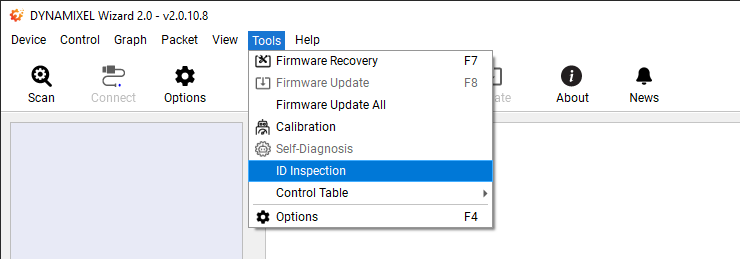 DYNAMIXEL Wizard 2.0 - v2.0.10.8
Device Control Graph Packet View Tools Help
Scan Connect Options About News
Firmware Recovery F7
Firmware Update F8
Firmware Update All
Calibration
Self-Diagnosis
ID Inspection
Control Table
Options F4